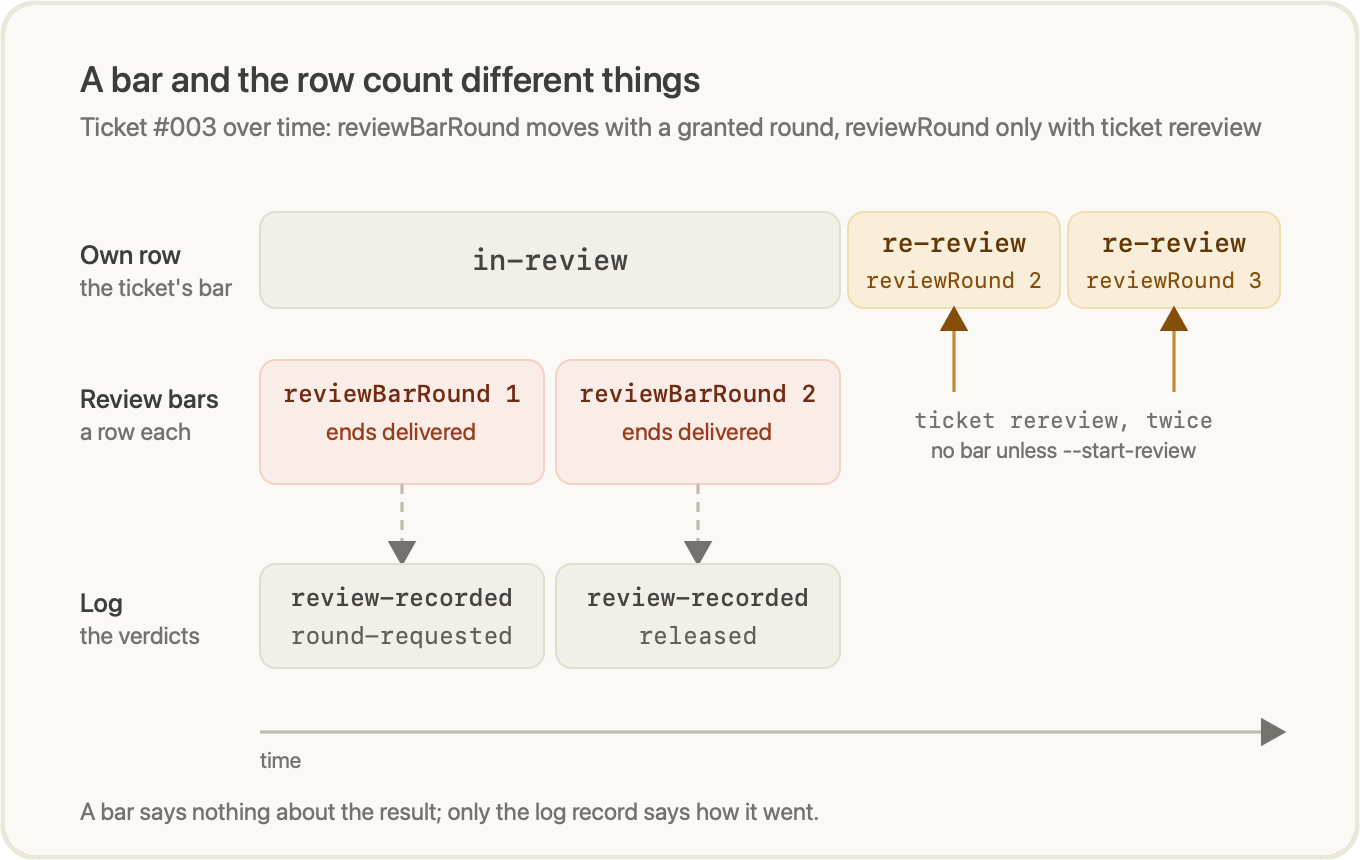 A bar and the row count different things
Ticket #003 over time: reviewBarRound moves with a granted round, reviewRound only with ticket rereview
Own row
the ticket's bar
in-review
re-review
reviewRound 2
re-review
reviewRound 3
Review bars
a row each
reviewBarRound 1
ends delivered
reviewBarRound 2
ends delivered
ticket rereview, twice
no bar unless --start-review
Log
the verdicts
review-recorded
round-requested
review-recorded
released
time
A bar says nothing about the result; only the log record says how it went.